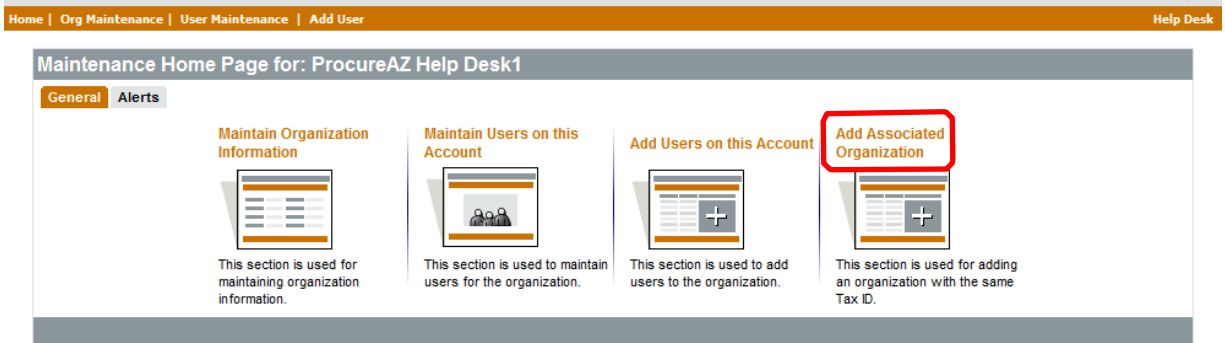 Home | Org Maintenance | User Maintenance | Add User
Help Desk
Maintenance Home Page for: ProcureAZ Help Desk1
General Alerts
Maintain Organization
Information
This section is used for
maintaining organization
information.
Maintain Users on this
Account
This section is used to maintain
users for the organization.
Add Users on this Account
This section is used to add
users to the organization.
Add Associated
Organization
This section is used for adding
an organization with the same
Tax ID.